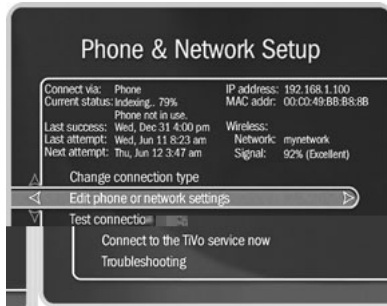 Phone & Network Setup
Connect via: Phone
Current status: Indexing.. 79%
Phone not in use.
Last success: Wed, Dec 31 4:00 pm
Last attempt: Wed, Jun 11 8:23 am
Next attempt: Thu, Jun 12 3:47 am
IP address: 192.168.1.100
MAC addr: 00:C0:49:BB:B8:8B
Wireless:
Network: mynetwork
Signal: 92% (Excellent)
Change connection type
Edit phone or network settings
Test connectio
Connect to the TiVo service now
Troubleshooting